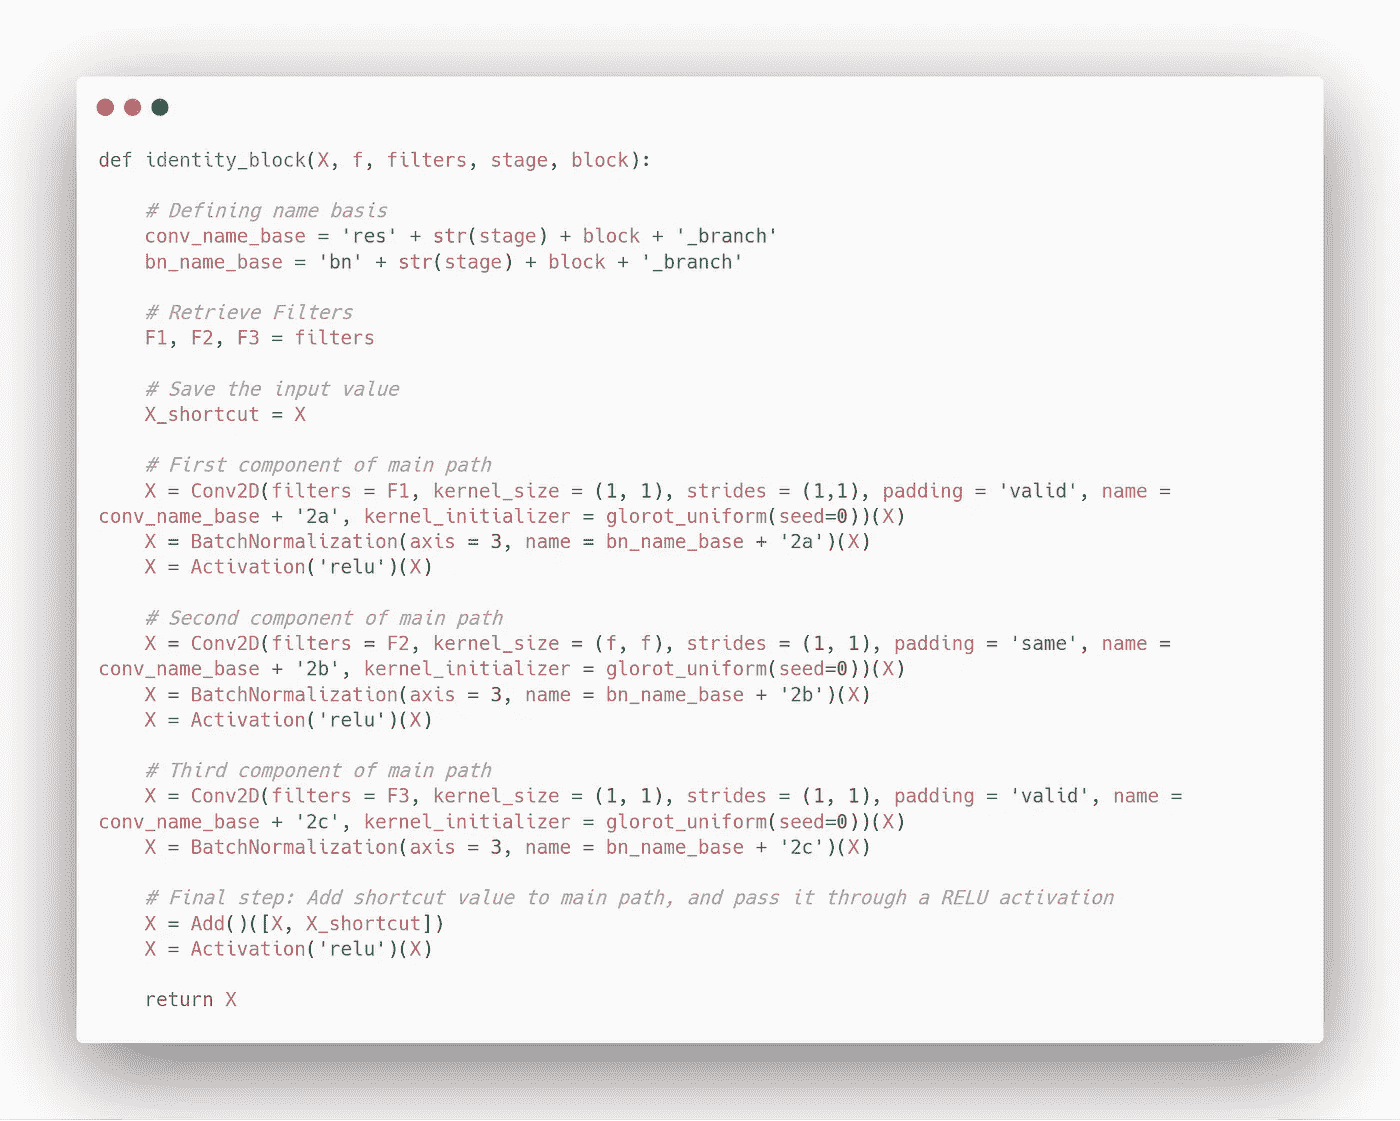 def identity_block(X, f, filters, stage, block):
# Defining name basis
conv_name_base = 'res' + str(stage) + block + '_branch'
bn_name_base = 'bn' + str(stage) + block + '_branch'
# Retrieve Filters
F1, F2, F3 = filters
# Save the input value
X_shortcut = X
# First component of main path
X = Conv2D(filters = F1, kernel_size = (1, 1), strides = (1,1), padding = 'valid', name =
conv_name_base + '2a', kernel_initializer = glorot_uniform(seed=0))(X)
X = BatchNormalization(axis = 3, name = bn_name_base + '2a')(X)
X = Activation('relu')(X)
# Second component of main path
X = Conv2D(filters = F2, kernel_size = (f, f), strides = (1, 1), padding = 'same', name =
conv_name_base + '2b', kernel_initializer = glorot_uniform(seed=0))(X)
X = BatchNormalization(axis = 3, name = bn_name_base + '2b')(X)
X = Activation('relu')(X)
# Third component of main path
X = Conv2D(filters = F3, kernel_size = (1, 1), strides = (1, 1), padding = 'valid', name =
conv_name_base + '2c', kernel_initializer = glorot_uniform(seed=0))(X)
X = BatchNormalization(axis = 3, name = bn_name_base + '2c')(X)
# Final step: Add shortcut value to main path, and pass it through a RELU activation
X = Add()([X, X_shortcut])
X = Activation('relu')(X)
return X